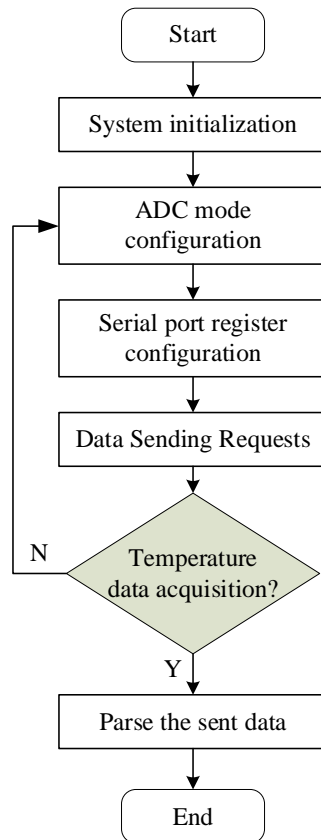 Start
System initialization
ADC mode
configuration
Serial port register
configuration
Data Sending Requests
Temperature
data acquisition?
N
Y
Parse the sent data
End